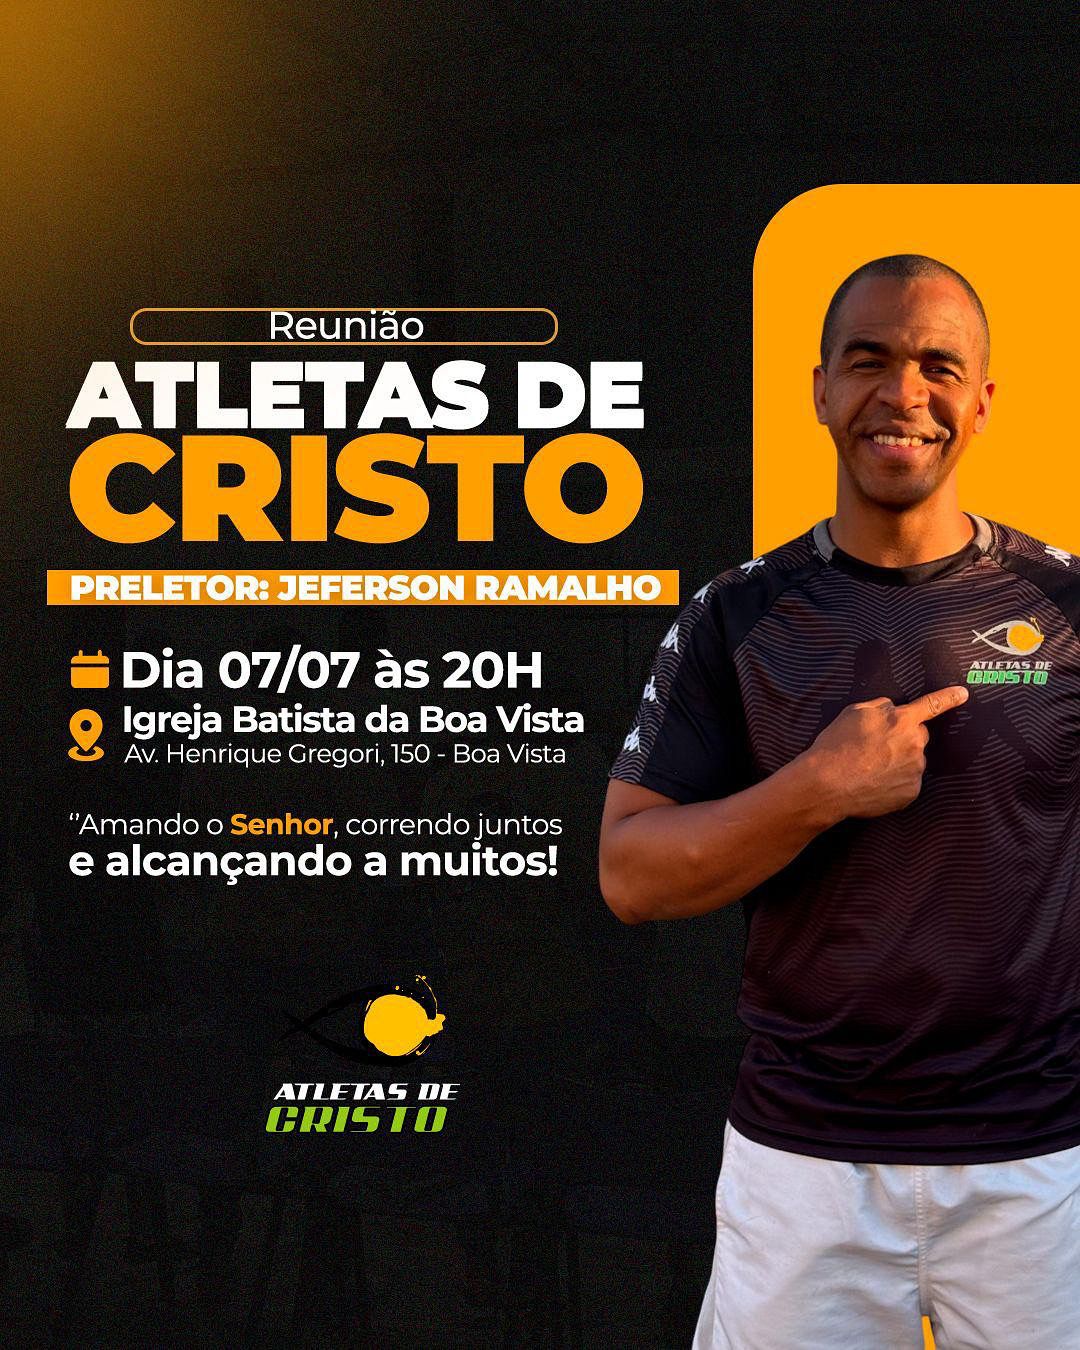 Reunião
ATLETAS DE
CRISTO
PRELETOR: JEFERSON RAMALHO
Dia 07/07 às 20H
Igreja Batista da Boa Vista
Av. Henrique Gregori, 150 - Boa Vista
"Amando o Senhor, correndo juntos
e alcançando a muitos!
ATLETAS DE
CRISTO
ATLETAS DE
CRISTO